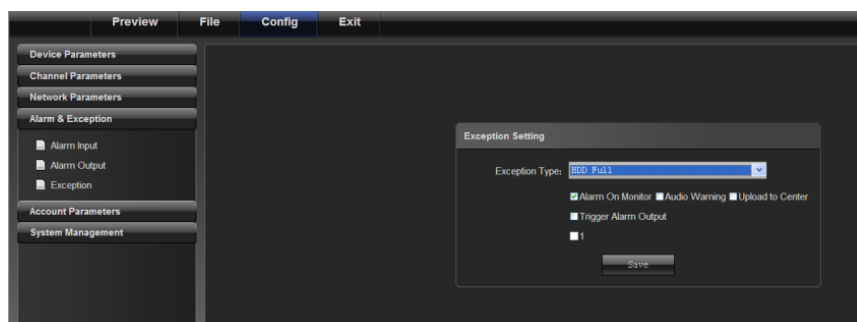 Preview File Config Exit
Device Parameters
Channel Parameters
Network Parameters
Alarm & Exception
Alarm Input
Alarm Output
Exception
Account Parameters
System Management
Exception Setting
Exception Type: HDD Full
Alarm On Monitor Audio Warning Upload to Center
Trigger Alarm Output
1
Save